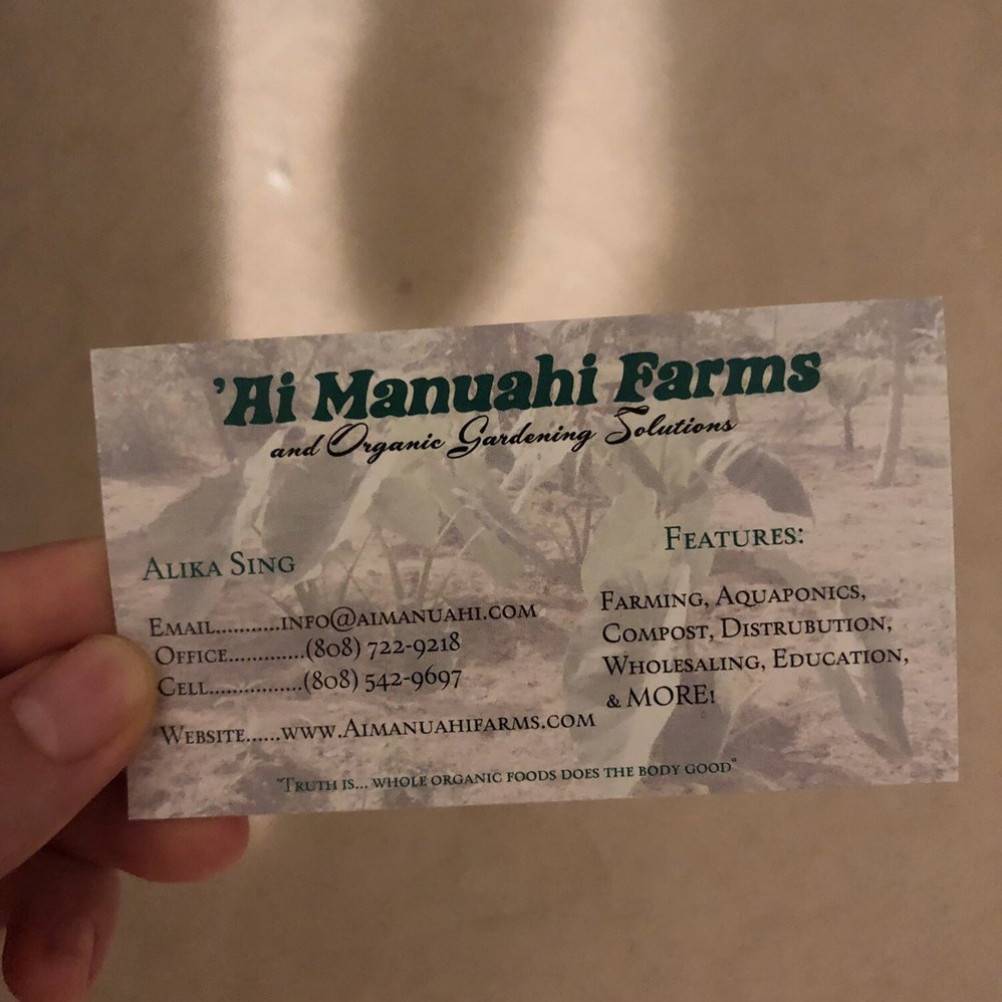 'Ai Manuahi Farms
and Organic Gardening Solutions
Alika Sing
Email...........info@aimanuahi.com
Office.............(808) 722-9218
Cell................(808) 542-9697
Website......www.Aimanuahifarms.com
Features:
Farming, Aquaponics,
Compost, Distrubution,
Wholesaling, Education,
& MORE!
"Truth is... whole organic foods does the body good"